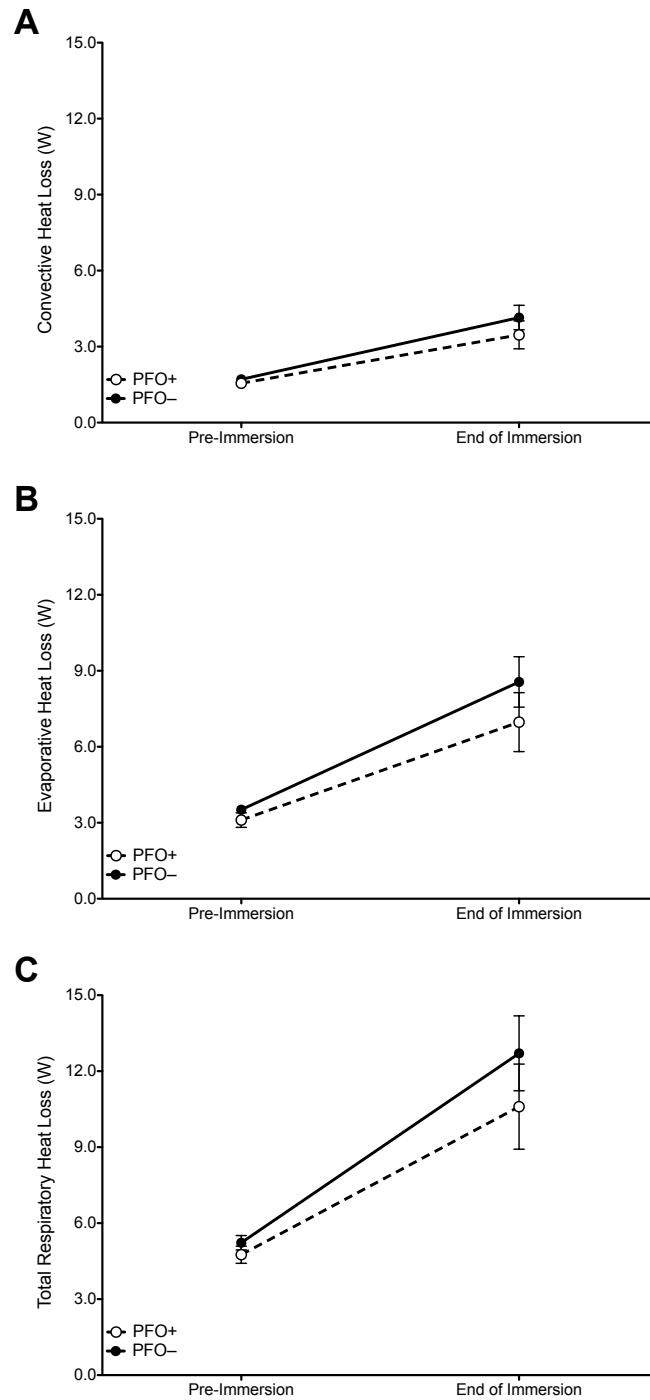 A
Convective Heat Loss (W)
15.0
12.0
9.0
6.0
3.0
0.0
PFO+
PFO–
Pre-Immersion
End of Immersion
B
Evaporative Heat Loss (W)
15.0
12.0
9.0
6.0
3.0
0.0
PFO+
PFO–
Pre-Immersion
End of Immersion
C
Total Respiratory Heat Loss (W)
15.0
12.0
9.0
6.0
3.0
0.0
PFO+
PFO–
Pre-Immersion
End of Immersion